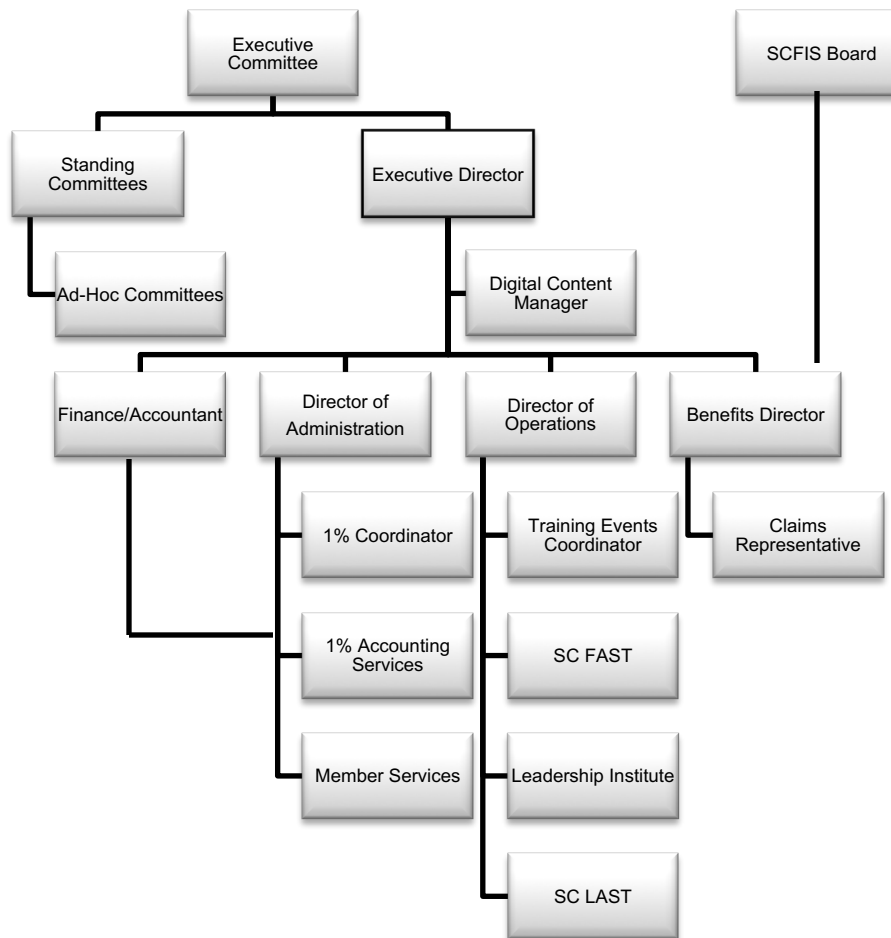 Executive
Committee
SCFIS Board
Standing
Committees
Executive Director
Ad-Hoc Committees
Digital Content
Manager
Finance/Accountant
Director of
Administration
Director of
Operations
Benefits Director
1% Coordinator
Training Events
Coordinator
Claims
Representative
1% Accounting
Services
SC FAST
Member Services
Leadership Institute
SC LAST